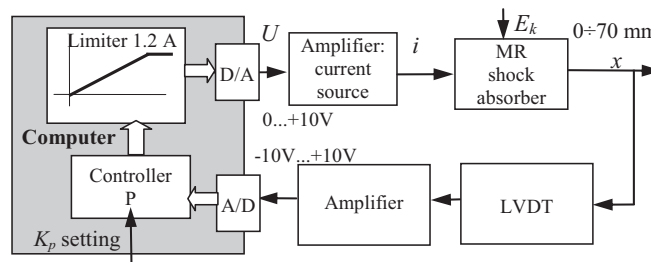 Limiter 1.2 A
Computer
Controller
P
K_p setting
D/A
A/D
U
0...+10V
-10V...+10V
Amplifier:
current
source
i
E_k
MR
shock
absorber
0÷70 mm
x
Amplifier
LVDT